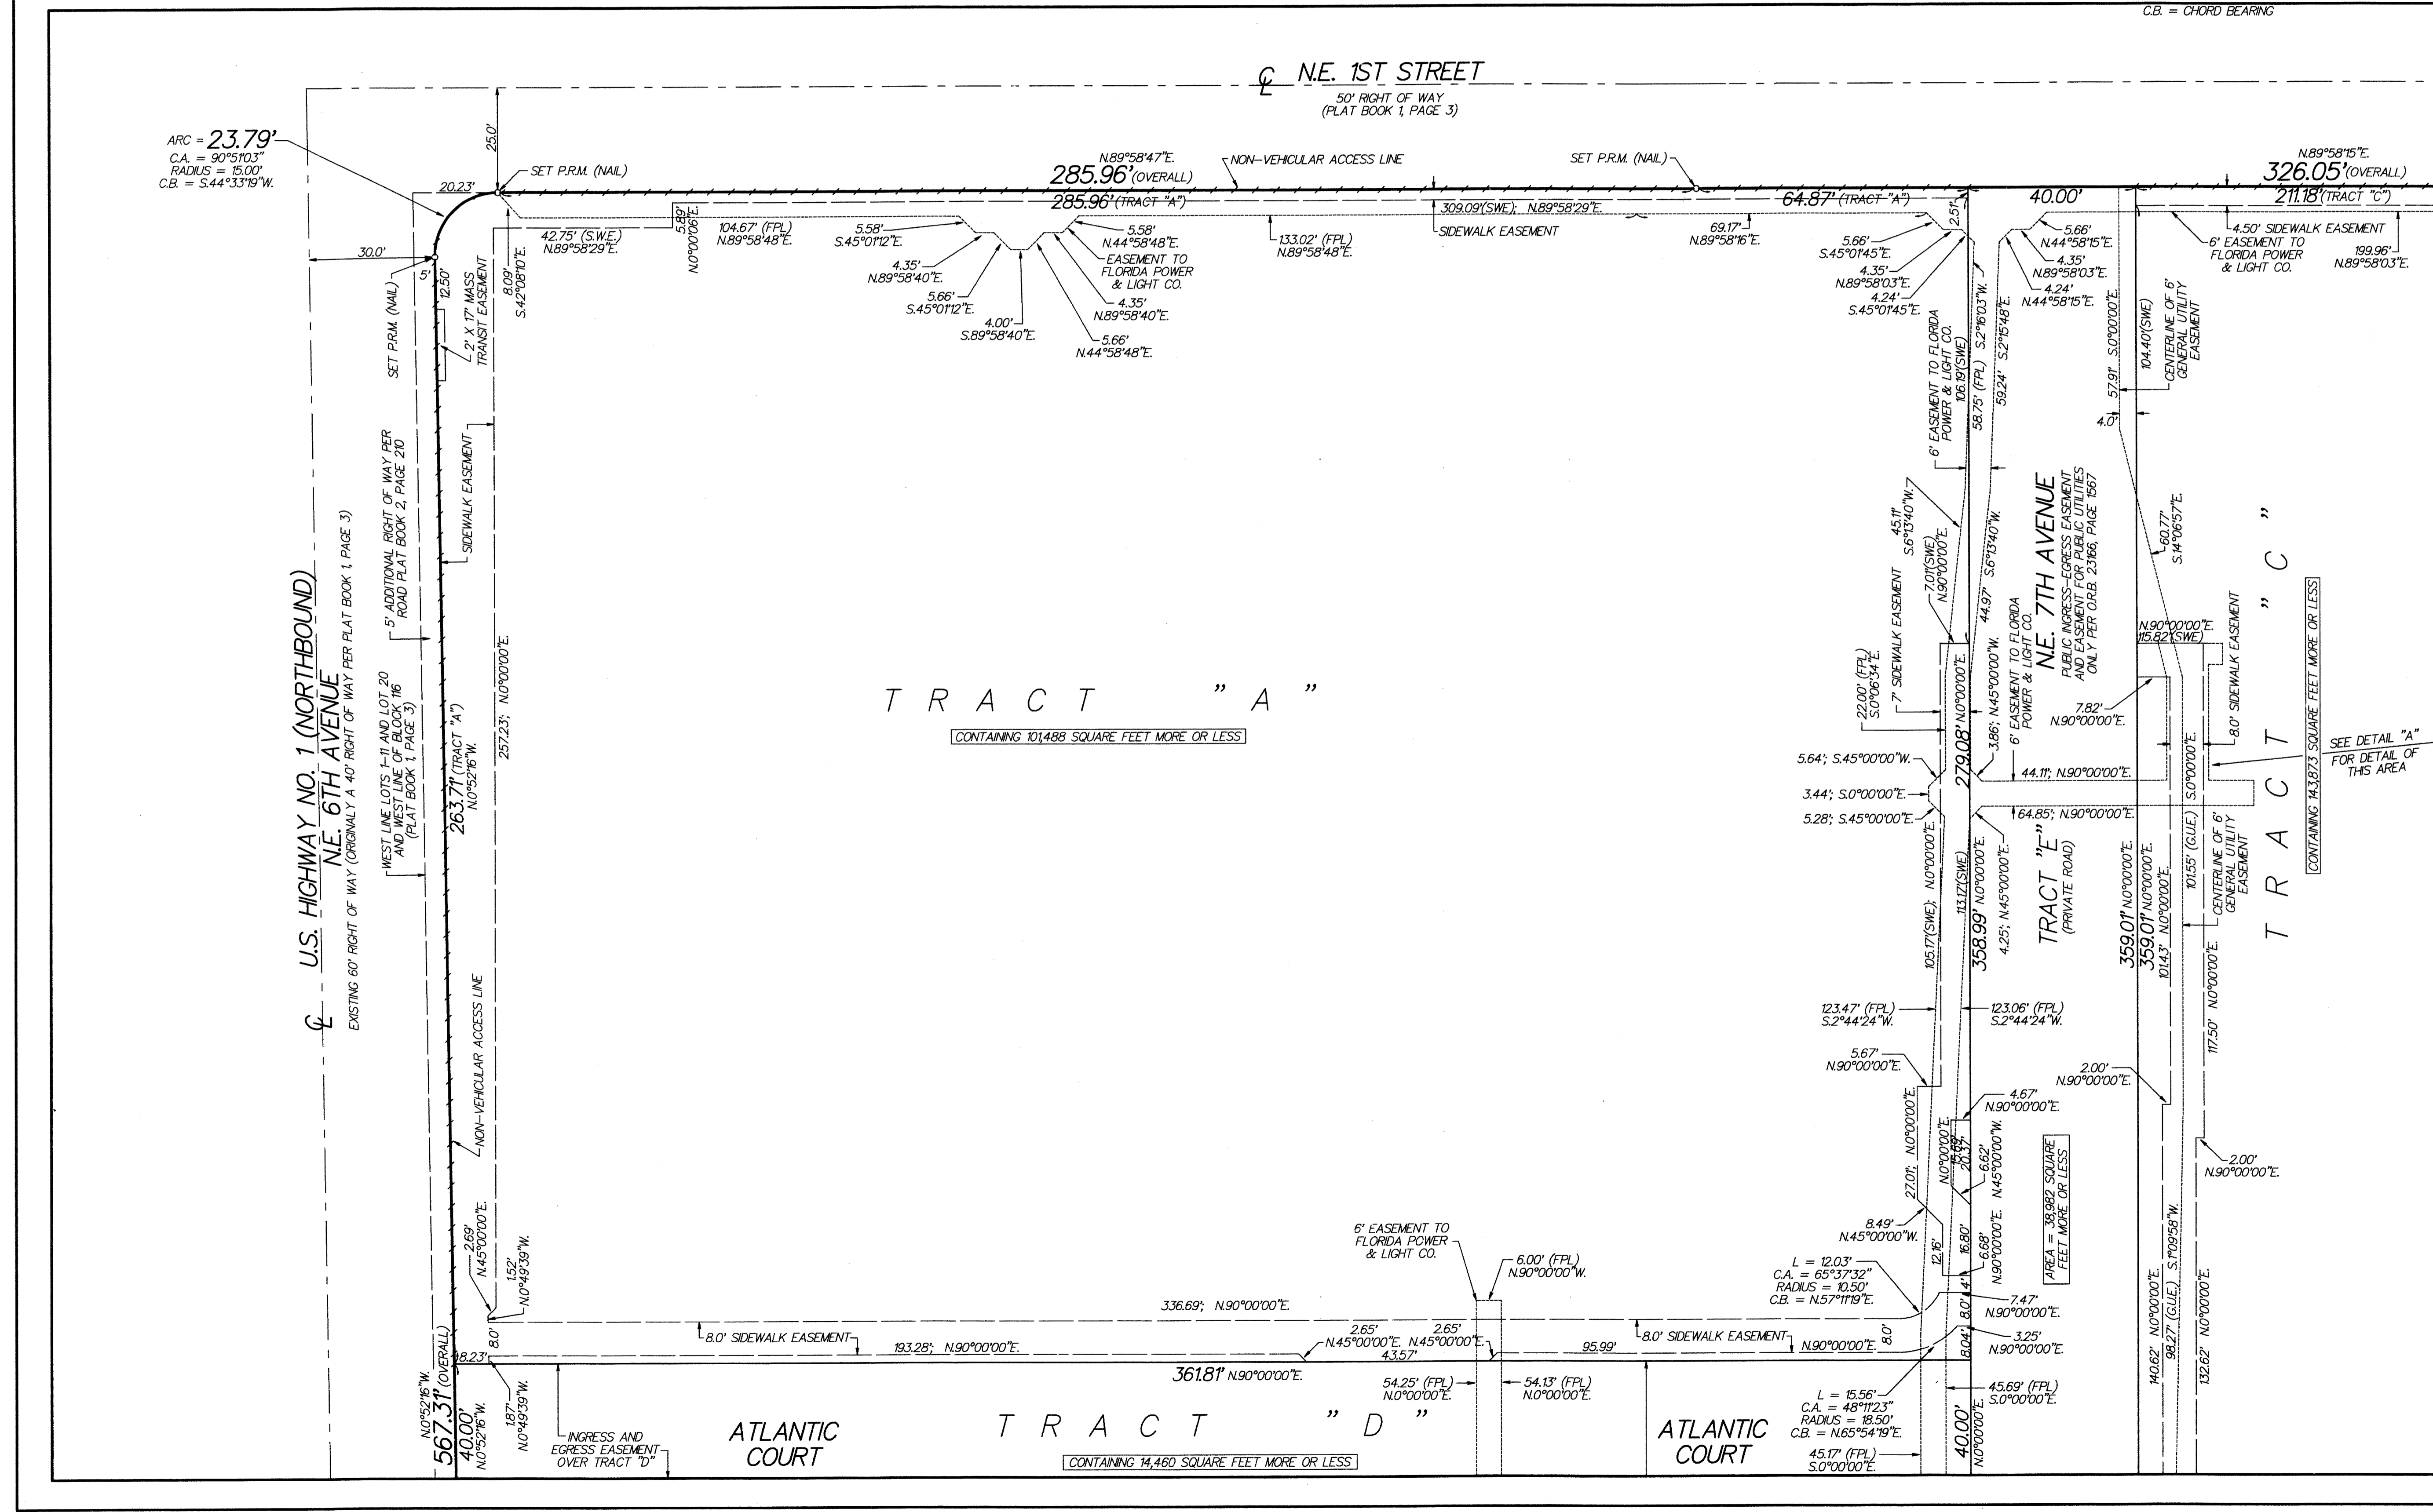 C.B. = CHORD BEARING
℄ N.E. 1ST STREET
50' RIGHT OF WAY
(PLAT BOOK 1, PAGE 3)
ARC = 23.79'
C.A. = 90°51'03"
RADIUS = 15.00'
C.B. = S.44°33'19"W.
25.0'
20.23'
SET P.R.M. (NAIL)
N.89°58'47"E.
285.96' (OVERALL)
NON-VEHICULAR ACCESS LINE
SET P.R.M. (NAIL)
N.89°58'15"E.
326.05' (OVERALL)
285.96' (TRACT "A")
309.09'(SWE); N.89°58'29"E.
64.87' (TRACT "A")
2.51'
40.00'
211.18' (TRACT "C")
30.0'
5'
12.50'
SET P.R.M. (NAIL)
2' X 17' MASS
TRANSIT EASEMENT
8.09'
S.42°08'10"E.
42.75' (S.W.E.)
N.89°58'29"E.
5.89'
N.0°00'06"E.
104.67' (FPL)
N.89°58'48"E.
5.58'
S.45°01'12"E.
4.35'
N.89°58'40"E.
5.66'
S.45°01'12"E.
4.00'
S.89°58'40"E.
5.66'
N.44°58'48"E.
4.35'
N.89°58'40"E.
5.58'
N.44°58'48"E.
EASEMENT TO
FLORIDA POWER
& LIGHT CO.
133.02' (FPL)
N.89°58'48"E.
SIDEWALK EASEMENT
69.17'
N.89°58'16"E.
5.66'
S.45°01'45"E.
4.35'
N.89°58'03"E.
4.24'
S.45°01'45"E.
5.66'
N.44°58'15"E.
4.35'
N.89°58'03"E.
4.24'
N.44°58'15"E.
4.50' SIDEWALK EASEMENT
6' EASEMENT TO
FLORIDA POWER
& LIGHT CO.
199.96'
N.89°58'03"E.
6' EASEMENT TO FLORIDA
POWER & LIGHT CO.
106.19'(SWE)
58.75' (FPL) S.2°16'03"W.
59.24' S.2°15'48"E.
57.91' S.0°00'00"E.
104.40'(SWE)
CENTERLINE OF 6'
GENERAL UTILITY
EASEMENT
4.0'
U.S. HIGHWAY NO. 1 (NORTHBOUND)
℄
N.E. 6TH AVENUE
EXISTING 60' RIGHT OF WAY (ORIGINALY A 40' RIGHT OF WAY PER PLAT BOOK 1, PAGE 3)
5' ADDITIONAL RIGHT OF WAY PER
ROAD PLAT BOOK 2, PAGE 210
WEST LINE LOTS 1-11 AND LOT 20
AND WEST LINE OF BLOCK 116
(PLAT BOOK 1, PAGE 3)
SIDEWALK EASEMENT
263.71' (TRACT "A")
N.0°52'16"W.
257.23'; N.0°00'00"E.
NON-VEHICULAR ACCESS LINE
TRACT "A"
CONTAINING 101,488 SQUARE FEET MORE OR LESS
45.11'
S.6°13'40"W.
7.01'(SWE)
N.90°00'00"E.
7' SIDEWALK EASEMENT
22.00' (FPL)
S.0°06'34"E.
44.97' S.6°13'40"W.
279.08' N.0°00'00"E.
3.86'; N.45°00'00"W.
6' EASEMENT TO FLORIDA
POWER & LIGHT CO.
N.E. 7TH AVENUE
PUBLIC INGRESS-EGRESS EASEMENT
AND EASEMENT FOR PUBLIC UTILITIES
ONLY PER O.R.B. 23166, PAGE 1567
60.77'
S.14°06'57"E.
N.90°00'00"E.
115.82'(SWE)
7.82'
N.90°00'00"E.
8.0' SIDEWALK EASEMENT
TRACT "C"
CONTAINING 143,873 SQUARE FEET MORE OR LESS
SEE DETAIL "A"
FOR DETAIL OF
THIS AREA
5.64'; S.45°00'00"W.
3.44'; S.0°00'00"E.
5.28'; S.45°00'00"E.
44.11'; N.90°00'00"E.
64.85'; N.90°00'00"E.
105.17'(SWE); N.0°00'00"E.
113.17'(SWE)
358.99' N.0°00'00"E.
4.25'; N.45°00'00"E.
TRACT "E"
(PRIVATE ROAD)
359.01' N.0°00'00"E.
359.01' N.0°00'00"E.
101.43' N.0°00'00"E.
101.55' (G.U.E.) S.0°00'00"E.
CENTERLINE OF 6'
GENERAL UTILITY
EASEMENT
117.50' N.0°00'00"E.
123.47' (FPL)
S.2°44'24"W.
123.06' (FPL)
S.2°44'24"W.
5.67'
N.90°00'00"E.
2.00'
N.90°00'00"E.
4.67'
N.90°00'00"E.
27.01'; N.0°00'00"E.
N.0°00'00"E.
20.37'
6.62'
N.45°00'00"W.
AREA = 38,982 SQUARE
FEET MORE OR LESS
2.00'
N.90°00'00"E.
8.49'
N.45°00'00"W.
12.16'
16.80'
6.68'
N.90°00'00"E.
2.69'
N.45°00'00"E.
1.52'
N.0°49'39"W.
6' EASEMENT TO
FLORIDA POWER
& LIGHT CO.
6.00' (FPL)
N.90°00'00"W.
L = 12.03'
C.A. = 65°37'32"
RADIUS = 10.50'
C.B. = N.57°11'19"E.
336.69'; N.90°00'00"E.
7.47'
N.90°00'00"E.
8.0'
8.0' SIDEWALK EASEMENT
193.28'; N.90°00'00"E.
2.65'
N.45°00'00"E.
2.65'
N.45°00'00"E.
43.57'
8.0' SIDEWALK EASEMENT
95.99'
N.90°00'00"E.
8.0'
8.04'
8.0'
3.25'
N.90°00'00"E.
8.23'
361.81' N.90°00'00"E.
54.25' (FPL)
N.0°00'00"E.
54.13' (FPL)
N.0°00'00"E.
L = 15.56'
C.A. = 48°11'23"
RADIUS = 18.50'
C.B. = N.65°54'19"E.
45.69' (FPL)
S.0°00'00"E.
45.17' (FPL)
S.0°00'00"E.
40.00'
N.0°00'00"E.
N.0°52'16"W.
567.31' (OVERALL)
40.00'
N.0°52'16"W.
1.87'
N.0°49'39"W.
INGRESS AND
EGRESS EASEMENT
OVER TRACT "D"
ATLANTIC
COURT
TRACT "D"
CONTAINING 14,460 SQUARE FEET MORE OR LESS
ATLANTIC
COURT
140.62' N.0°00'00"E.
98.27' (G.U.E.) S.1°09'58"W.
132.62' N.0°00'00"E.